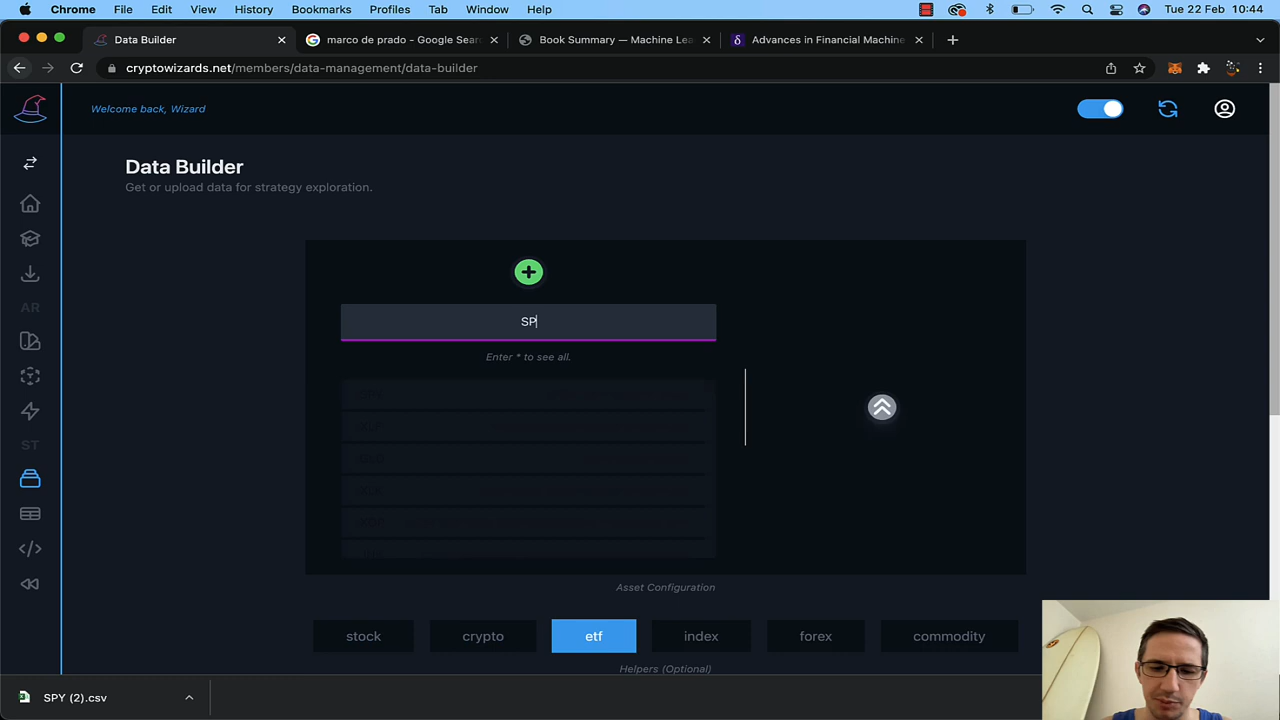 Chrome File Edit View History Bookmarks Profiles Tab Window Help Tue 22 Feb 10:44
Data Builder marco de prado - Google Sear Book Summary — Machine Lea Advances in Financial Machine
cryptowizards.net/members/data-management/data-builder
Welcome back, Wizard
Data Builder
Get or upload data for strategy exploration.
SP
Enter * to see all.
AR
ST
Asset Configuration
stock crypto etf index forex commodity
Helpers (Optional)
SPY (2).csv